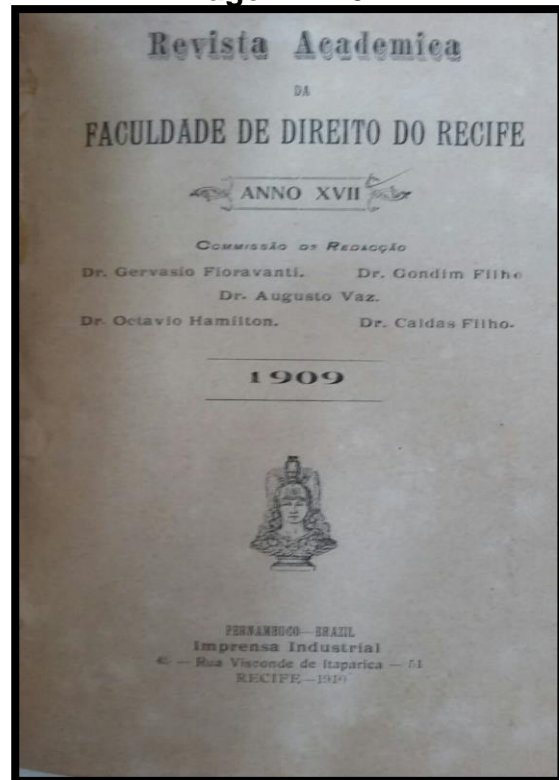 Revista Academica
DA
FACULDADE DE DIREITO DO RECIFE
ANNO XVII
COMMISSÃO DE REDACÇÃO
Dr. Gervasio Fioravanti. Dr. Gondim Filho
Dr. Augusto Vaz.
Dr. Octavio Hamilton. Dr. Caldas Filho.
1909
PERNAMBUCO—BRAZIL
Imprensa Industrial
— Rua Visconde de Itaparica — 51
RECIFE—1910